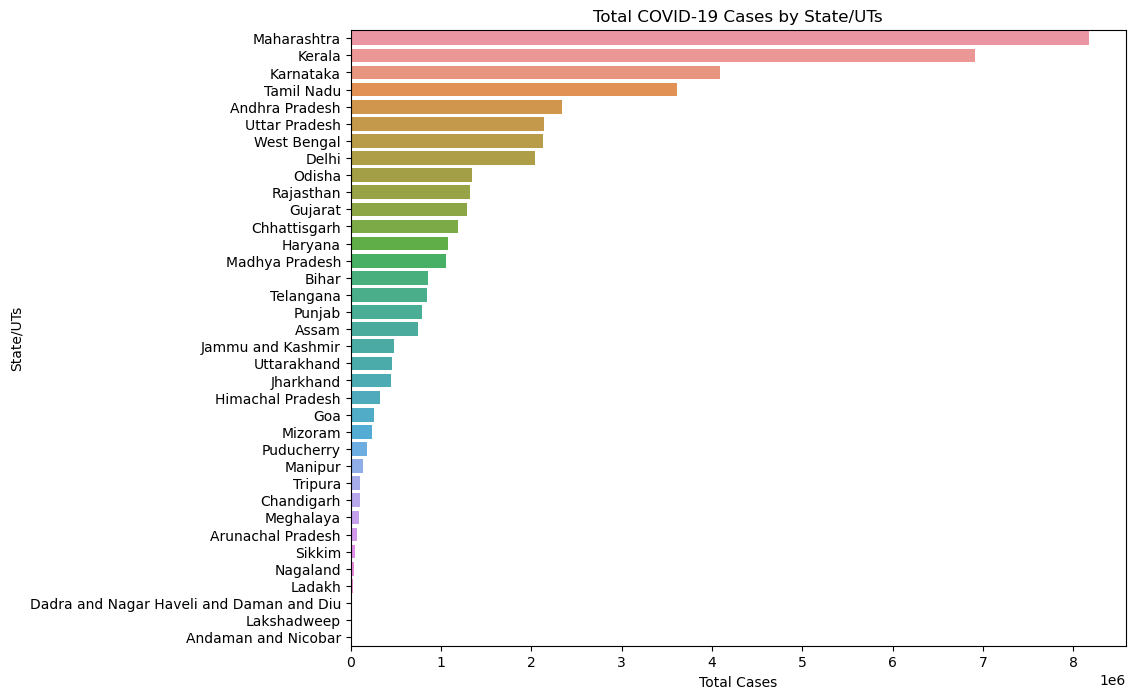 Total COVID-19 Cases by State/UTs
State/UTs
Maharashtra
Kerala
Karnataka
Tamil Nadu
Andhra Pradesh
Uttar Pradesh
West Bengal
Delhi
Odisha
Rajasthan
Gujarat
Chhattisgarh
Haryana
Madhya Pradesh
Bihar
Telangana
Punjab
Assam
Jammu and Kashmir
Uttarakhand
Jharkhand
Himachal Pradesh
Goa
Mizoram
Puducherry
Manipur
Tripura
Chandigarh
Meghalaya
Arunachal Pradesh
Sikkim
Nagaland
Ladakh
Dadra and Nagar Haveli and Daman and Diu
Lakshadweep
Andaman and Nicobar
0 1 2 3 4 5 6 7 8
1e6
Total Cases